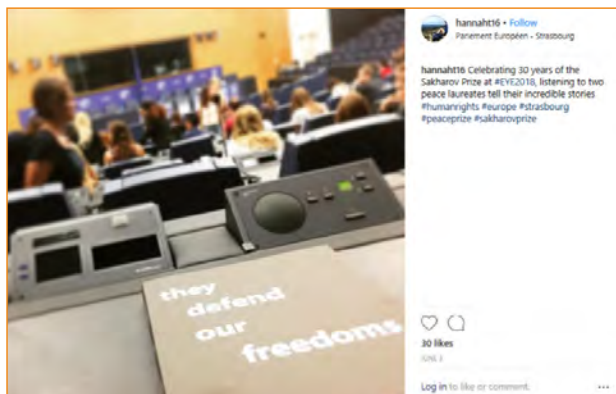 they
defend
our
freedoms
hannaht16 • Follow
Parlement Européen - Strasbourg
hannaht16 Celebrating 30 years of the
Sakharov Prize at #EYE2018, listening to two
peace laureates tell their incredible stories
#humanrights #europe #strasbourg
#peaceprize #sakharovprize
30 likes
JUNE 3
Log in to like or comment.